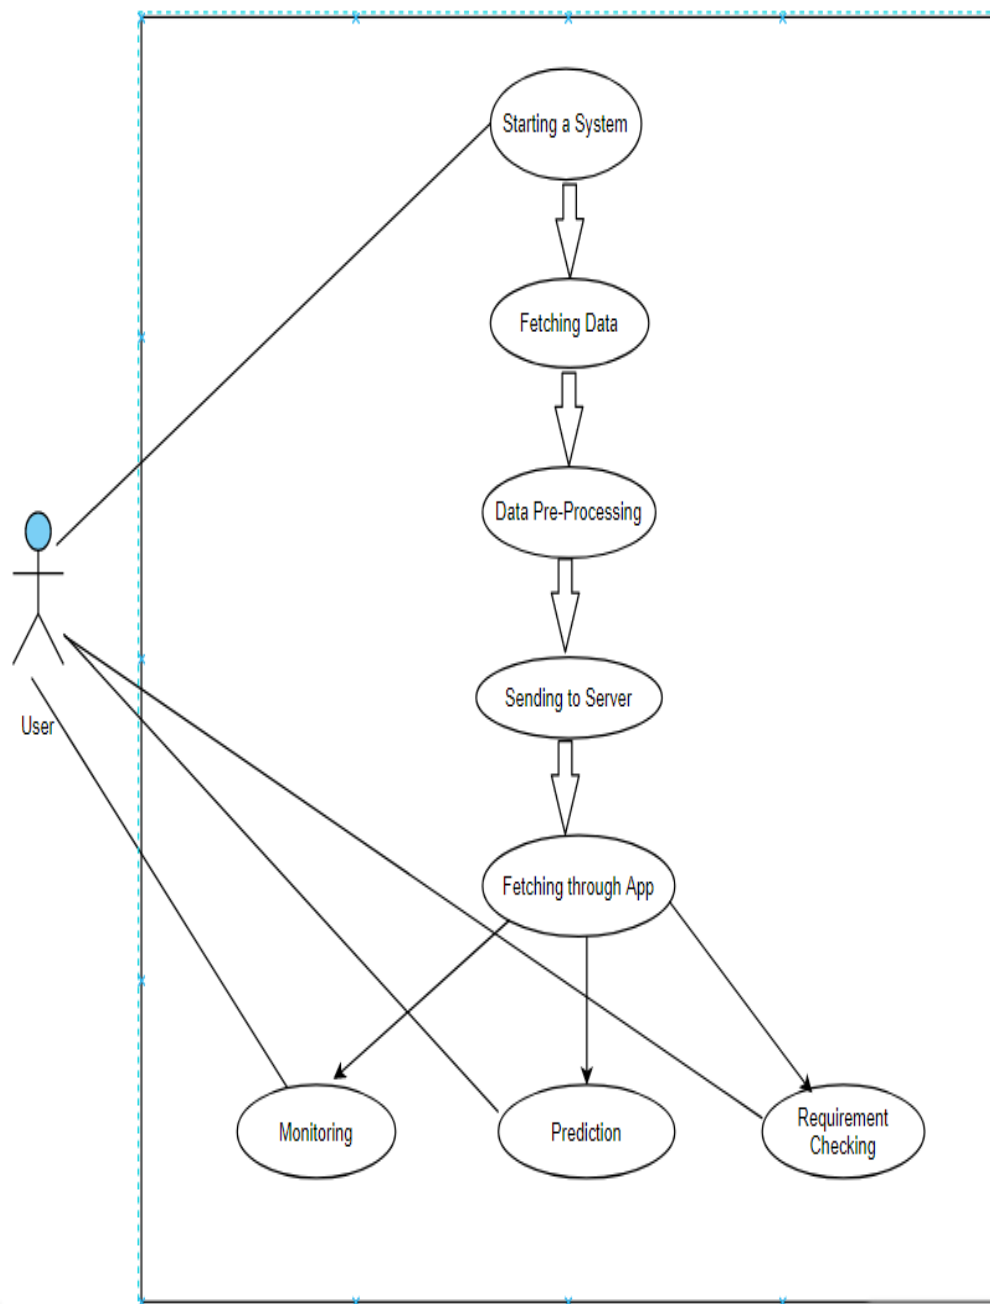 Starting a System
Fetching Data
Data Pre-Processing
Sending to Server
User
Fetching through App
Monitoring
Prediction
Requirement
Checking